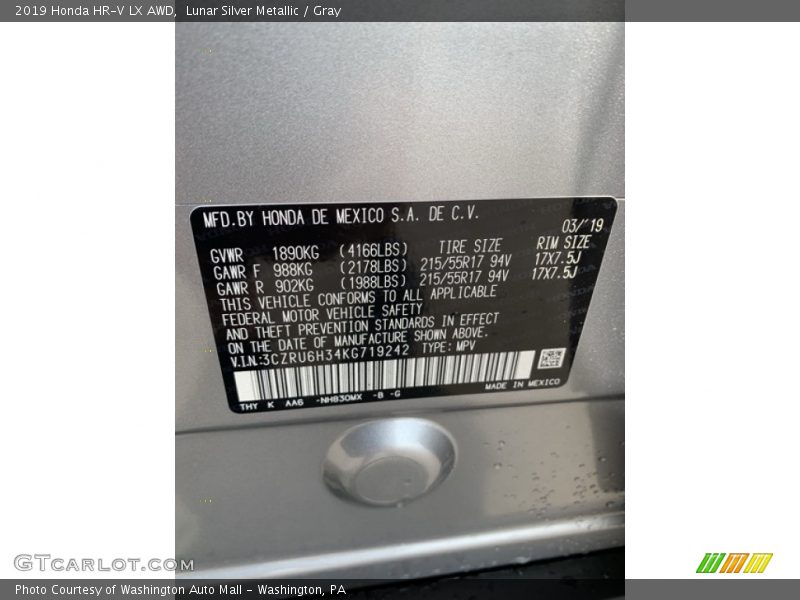 2019 Honda HR-V LX AWD, Lunar Silver Metallic / Gray
MFD.BY HONDA DE MEXICO S.A. DE C.V.
03/'19
GVWR 1890KG (4166LBS) TIRE SIZE RIM SIZE
GAWR F 988KG (2178LBS) 215/55R17 94V 17X7.5J
GAWR R 902KG (1988LBS) 215/55R17 94V 17X7.5J
THIS VEHICLE CONFORMS TO ALL APPLICABLE
FEDERAL MOTOR VEHICLE SAFETY
AND THEFT PREVENTION STANDARDS IN EFFECT
ON THE DATE OF MANUFACTURE SHOWN ABOVE.
V.I.N:3CZRU6H34KG719242 TYPE: MPV
MADE IN MEXICO
THY K AA6 -NH830MX -B -G
GTCARLOT.COM
Photo Courtesy of Washington Auto Mall - Washington, PA